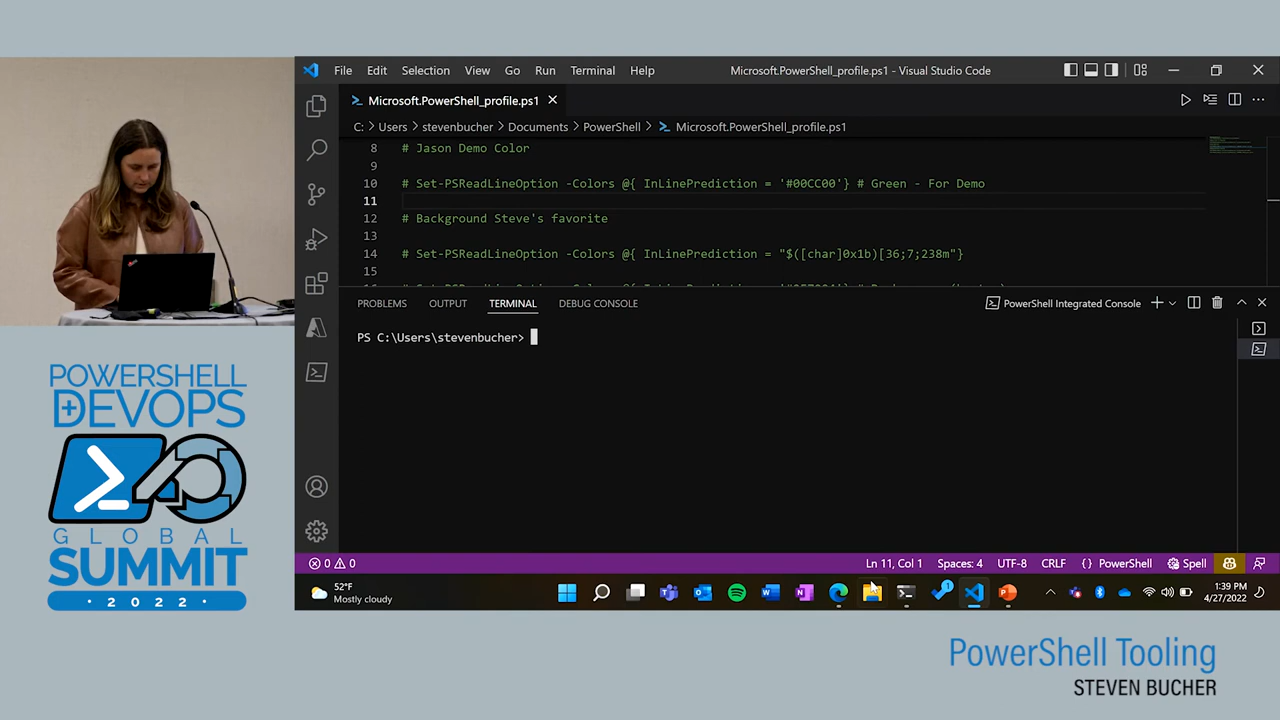 File Edit Selection View Go Run Terminal Help
Microsoft.PowerShell_profile.ps1 - Visual Studio Code
Microsoft.PowerShell_profile.ps1
C: > Users > stevenbucher > Documents > PowerShell > Microsoft.PowerShell_profile.ps1
8 # Jason Demo Color
9
10 # Set-PSReadLineOption -Colors @{ InLinePrediction = '#00CC00'} # Green - For Demo
11
12 # Background Steve's favorite
13
14 # Set-PSReadLineOption -Colors @{ InLinePrediction = "$([char]0x1b)[36;7;238m"}
15
PROBLEMS OUTPUT TERMINAL DEBUG CONSOLE
PowerShell Integrated Console
PS C:\Users\stevenbucher>
0 0
Ln 11, Col 1 Spaces: 4 UTF-8 CRLF {} PowerShell Spell
52°F
Mostly cloudy
1
1:39 PM
4/27/2022
POWERSHELL
DEVOPS
GLOBAL
SUMMIT
· 2022 ·
PowerShell Tooling
STEVEN BUCHER